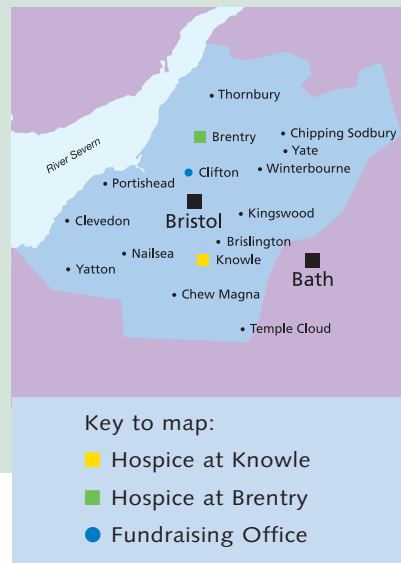 Thornbury
Brentry
Chipping Sodbury
Yate
River Severn
Winterbourne
Clifton
Portishead
Bristol
Kingswood
Clevedon
Brislington
Nailsea
Knowle
Yatton
Bath
Chew Magna
Temple Cloud
Key to map:
Hospice at Knowle
Hospice at Brentry
Fundraising Office